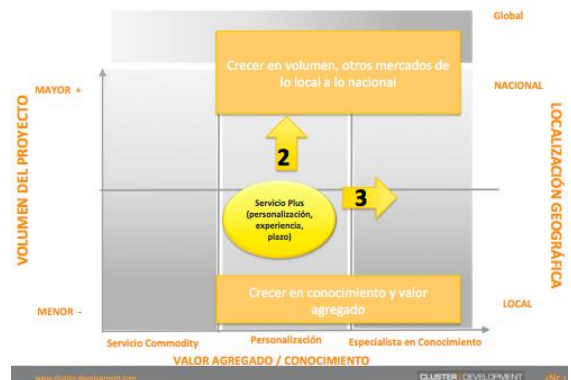 Global
Crecer en volumen, otros mercados de
lo local a lo nacional
MAYOR +
NACIONAL
VOLUMEN DEL PROYECTO
LOCALIZACIÓN GEOGRÁFICA
2
Servicio Plus
(personalización,
experiencia,
plazo)
3
Crecer en conocimiento y valor
agregado
MENOR -
LOCAL
Servicio Commodity
Personalización
Especialista en Conocimiento
VALOR AGREGADO / CONOCIMIENTO
www.cluster-development.com
CLUSTER DEVELOPMENT